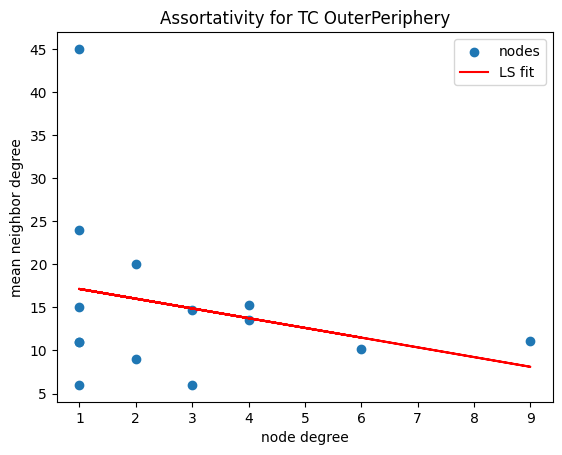 Assortativity for TC OuterPeriphery
nodes
LS fit
mean neighbor degree
45
40
35
30
25
20
15
10
5
1 2 3 4 5 6 7 8 9
node degree